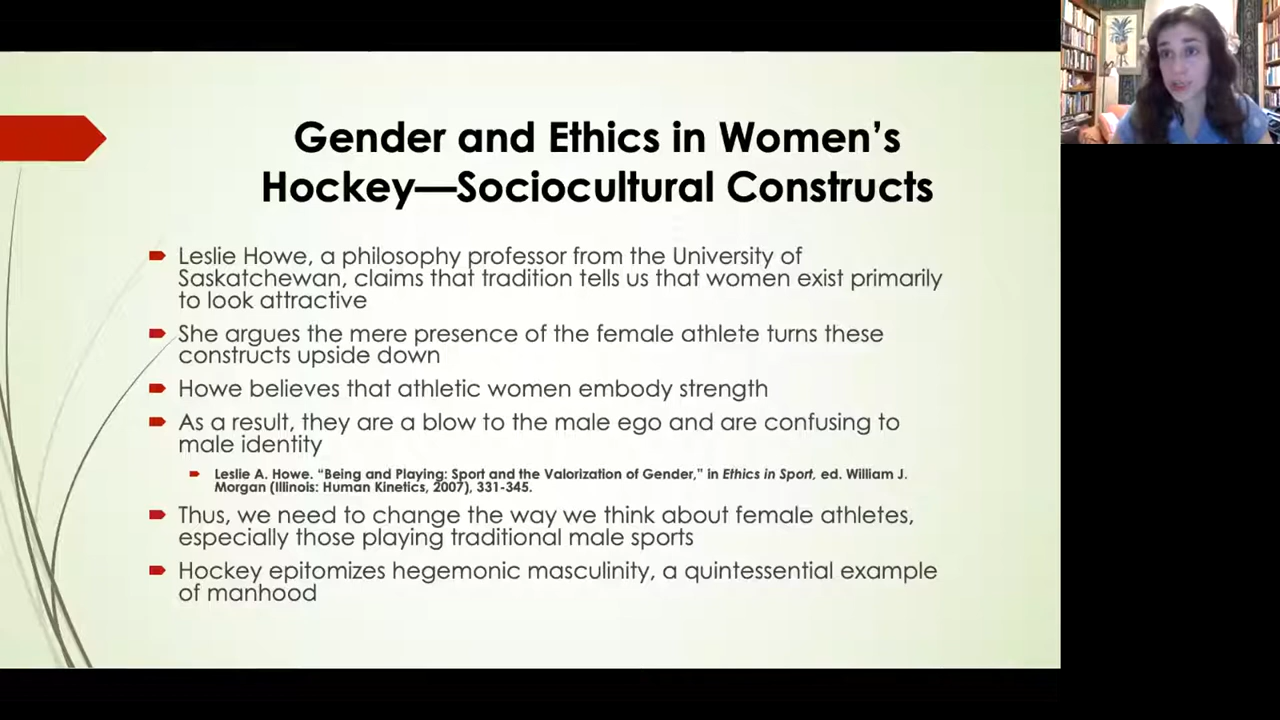 Gender and Ethics in Women’s
Hockey—Sociocultural Constructs
Leslie Howe, a philosophy professor from the University of
Saskatchewan, claims that tradition tells us that women exist primarily
to look attractive
She argues the mere presence of the female athlete turns these
constructs upside down
Howe believes that athletic women embody strength
As a result, they are a blow to the male ego and are confusing to
male identity
Leslie A. Howe. “Being and Playing: Sport and the Valorization of Gender,” in Ethics in Sport, ed. William J.
Morgan (Illinois: Human Kinetics, 2007), 331-345.
Thus, we need to change the way we think about female athletes,
especially those playing traditional male sports
Hockey epitomizes hegemonic masculinity, a quintessential example
of manhood